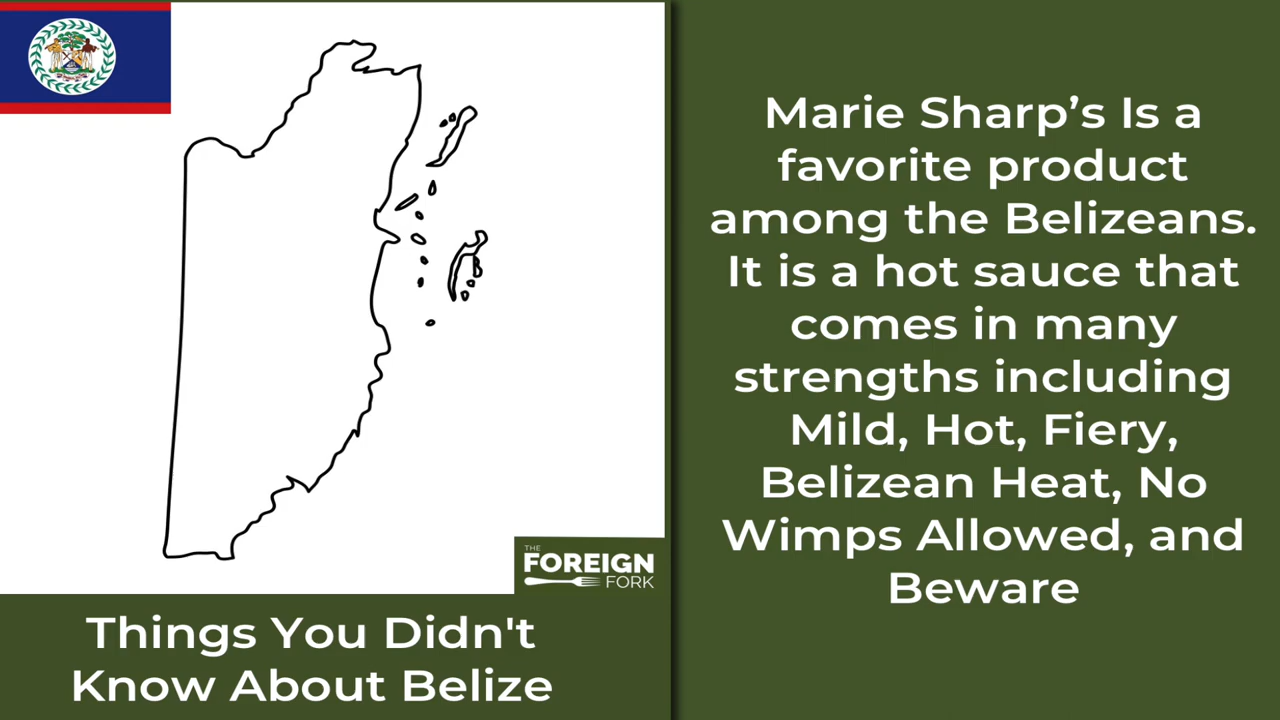 THE
FOREIGN
FORK
Things You Didn't
Know About Belize
Marie Sharp’s Is a
favorite product
among the Belizeans.
It is a hot sauce that
comes in many
strengths including
Mild, Hot, Fiery,
Belizean Heat, No
Wimps Allowed, and
Beware